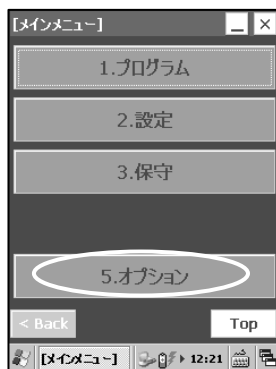 [メインメニュー]
1.プログラム
2.設定
3.保守
5.オプション
< Back
Top
[メインメニュー]
12:21